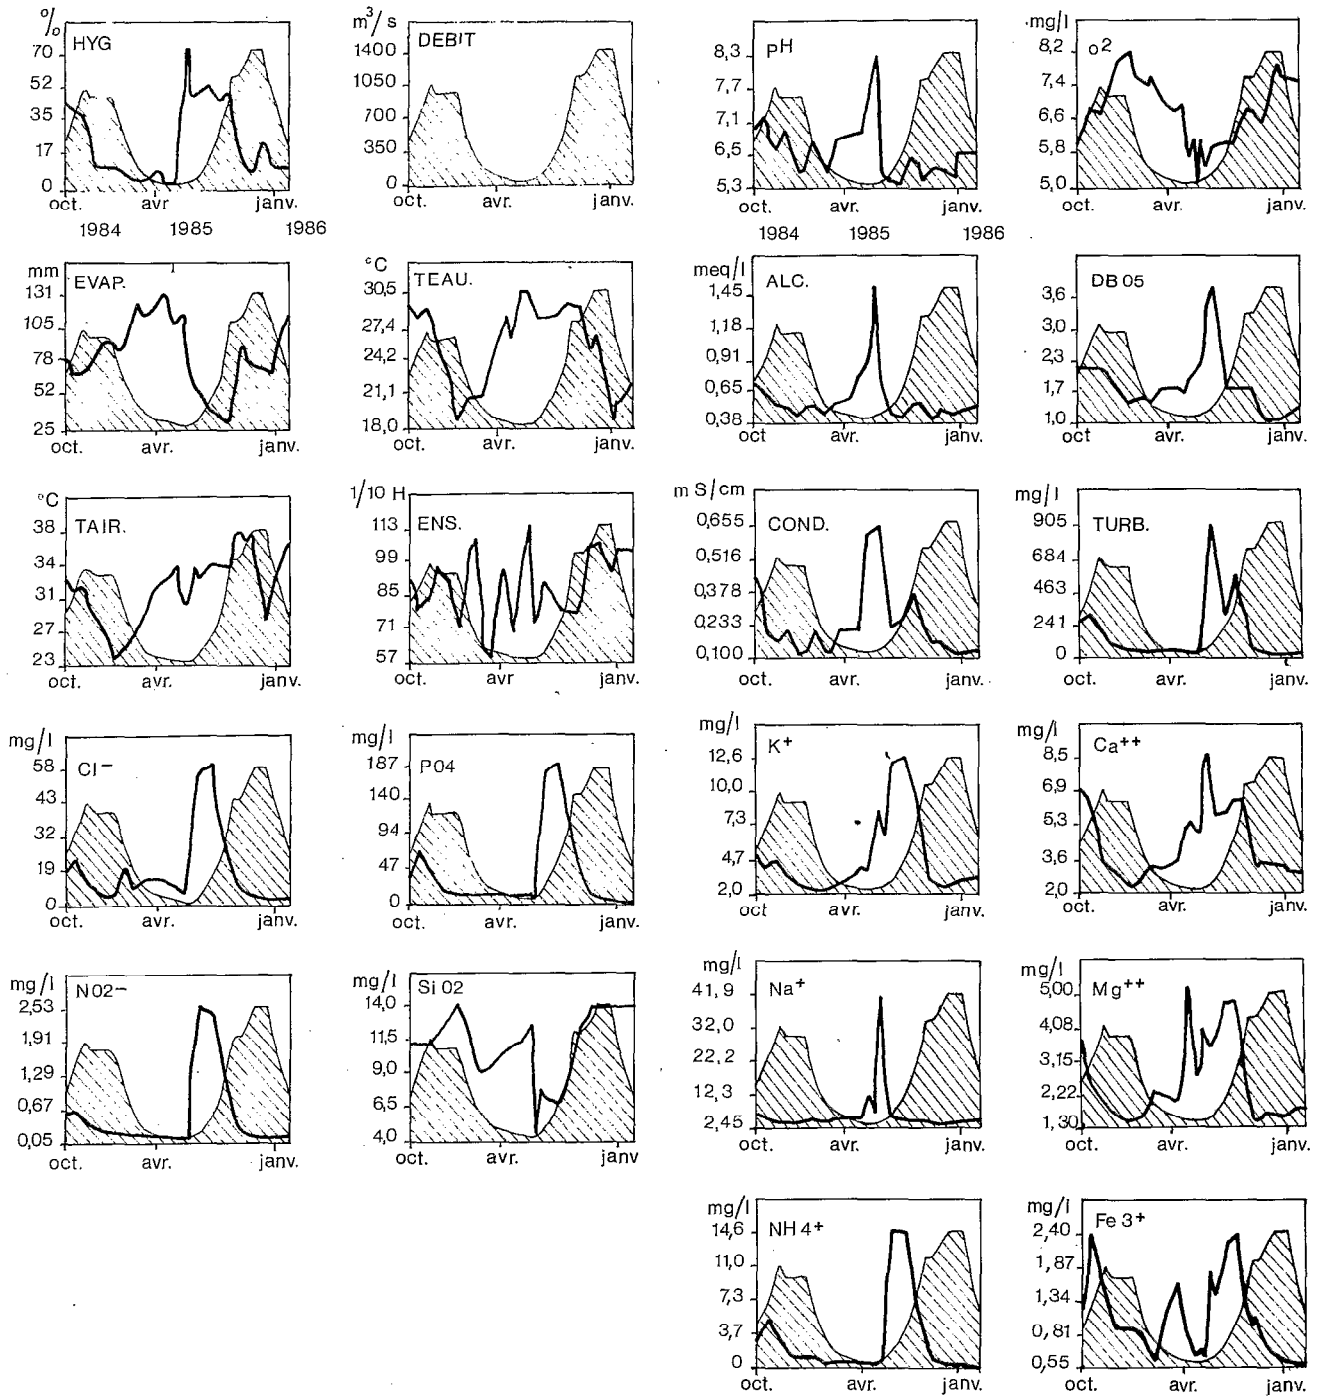 %
HYG
70
52
35
17
0
oct. avr. janv.
1984 1985 1986
m³/s
DEBIT
1400
1050
700
350
0
oct. avr. janv.
PH
8,3
7,7
7,1
6,5
5,3
oct. avr. janv.
1984 1985 1986
mg/l
O2
8,2
7,4
6,6
5,8
5,0
oct. avr. janv.
mm
EVAP.
131
105
78
52
25
oct. avr. janv.
°C
TEAU.
30,5
27,4
24,2
21,1
18,0
oct. avr. janv.
meq/l
ALC.
1,45
1,18
0,91
0,65
0,38
oct. avr. janv.
DB05
3,6
3,0
2,3
1,7
1,0
oct. avr. janv.
°C
TAIR.
38
34
31
27
23
oct. avr. janv.
1/10 H
ENS.
113
99
85
71
57
oct. avr. janv.
mS/cm
COND.
0,655
0,516
0,378
0,233
0,100
oct. avr. janv.
mg/l
TURB.
905
684
463
241
0
oct. avr. janv.
mg/l
Cl-
58
43
32
19
0
oct. avr. janv.
mg/l
P04
187
140
94
47
0
oct. avr. janv.
mg/l
K+
12,6
10,0
7,3
4,7
2,0
oct avr. janv.
mg/l
Ca++
8,5
6,9
5,3
3,6
2,0
oct. avr. janv.
mg/l
N02-
2,53
1,91
1,29
0,67
0,05
oct. avr. janv.
mg/l
Si 02
14,0
11,5
9,0
6,5
4,0
oct. avr. janv
mg/l
Na+
41,9
32,0
22,2
12,3
2,45
oct. avr. janv.
mg/l
Mg++
5,00
4,08
3,15
2,22
1,30
oct. avr. janv.
mg/l
NH4+
14,6
11,0
7,3
3,7
0
oct. avr. janv.
mg/l
Fe3+
2,40
1,87
1,34
0,81
0,55
oct. avr. janv.